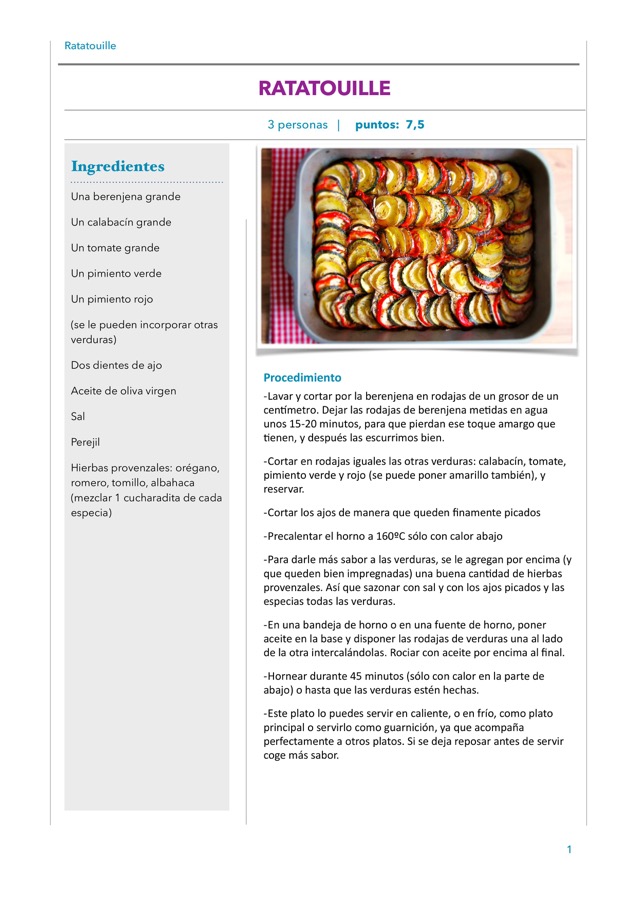 Ratatouille
RATATOUILLE
3 personas | puntos: 7,5
Ingredientes
Una berenjena grande
Un calabacín grande
Un tomate grande
Un pimiento verde
Un pimiento rojo
(se le pueden incorporar otras
verduras)
Dos dientes de ajo
Aceite de oliva virgen
Sal
Perejil
Hierbas provenzales: orégano,
romero, tomillo, albahaca
(mezclar 1 cucharadita de cada
especia)
Procedimiento
-Lavar y cortar por la berenjena en rodajas de un grosor de un
centímetro. Dejar las rodajas de berenjena metidas en agua
unos 15-20 minutos, para que pierdan ese toque amargo que
tienen, y después las escurrimos bien.
-Cortar en rodajas iguales las otras verduras: calabacín, tomate,
pimiento verde y rojo (se puede poner amarillo también), y
reservar.
-Cortar los ajos de manera que queden finamente picados
-Precalentar el horno a 160ºC sólo con calor abajo
-Para darle más sabor a las verduras, se le agregan por encima (y
que queden bien impregnadas) una buena cantidad de hierbas
provenzales. Así que sazonar con sal y con los ajos picados y las
especias todas las verduras.
-En una bandeja de horno o en una fuente de horno, poner
aceite en la base y disponer las rodajas de verduras una al lado
de la otra intercalándolas. Rociar con aceite por encima al final.
-Hornear durante 45 minutos (sólo con calor en la parte de
abajo) o hasta que las verduras estén hechas.
-Este plato lo puedes servir en caliente, o en frío, como plato
principal o servirlo como guarnición, ya que acompaña
perfectamente a otros platos. Si se deja reposar antes de servir
coge más sabor.
1